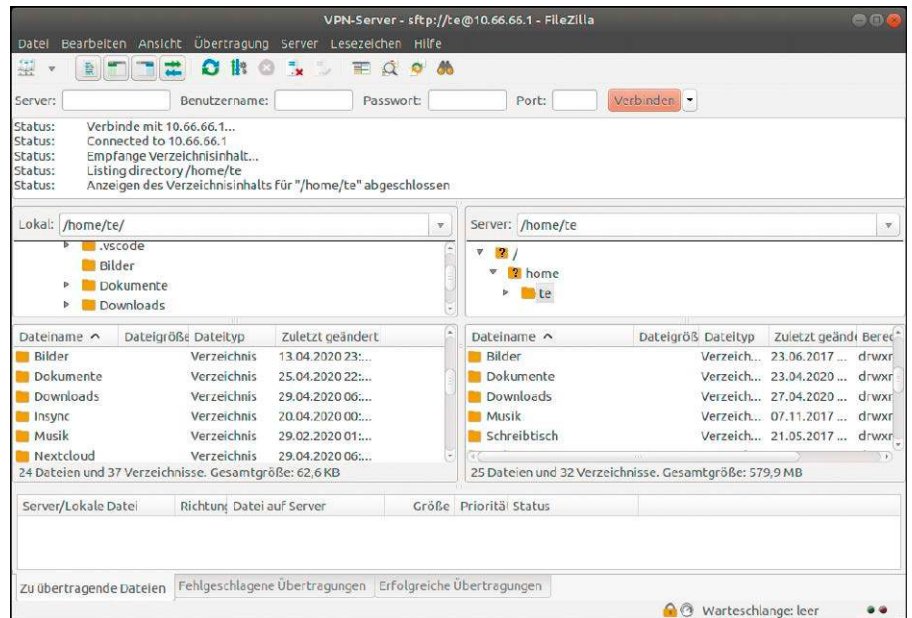 VPN-Server - sftp://te@10.66.66.1 - FileZilla
Datei Bearbeiten Ansicht Übertragung Server Lesezeichen Hilfe
Server: Benutzername: Passwort: Port: Verbinden
Status: Verbinde mit 10.66.66.1...
Status: Connected to 10.66.66.1
Status: Empfange Verzeichnisinhalt...
Status: Listing directory /home/te
Status: Anzeigen des Verzeichnisinhalts für "/home/te" abgeschlossen
Lokal: /home/te/
.vscode
Bilder
Dokumente
Downloads
Server: /home/te
/
home
te
Dateiname Dateigröße Dateityp Zuletzt geändert
Bilder Verzeichnis 13.04.2020 23:...
Dokumente Verzeichnis 25.04.2020 22:...
Downloads Verzeichnis 29.04.2020 06:...
Insync Verzeichnis 20.04.2020 00:...
Musik Verzeichnis 29.02.2020 01:...
Nextcloud Verzeichnis 29.04.2020 06:...
24 Dateien und 37 Verzeichnisse. Gesamtgröße: 62,6 KB
Dateiname Dateigröß Dateityp Zuletzt geände Berec
Bilder Verzeich... 23.06.2017 ... drwxr
Dokumente Verzeich... 23.04.2020 ... drwxr
Downloads Verzeich... 27.04.2020 ... drwxr
Musik Verzeich... 07.11.2017 ... drwxr
Schreibtisch Verzeich... 21.05.2017 ... drwxr
25 Dateien und 32 Verzeichnisse. Gesamtgröße: 579,9 MB
Server/Lokale Datei Richtung Datei auf Server Größe Priorität Status
Zu übertragende Dateien Fehlgeschlagene Übertragungen Erfolgreiche Übertragungen
Warteschlange: leer